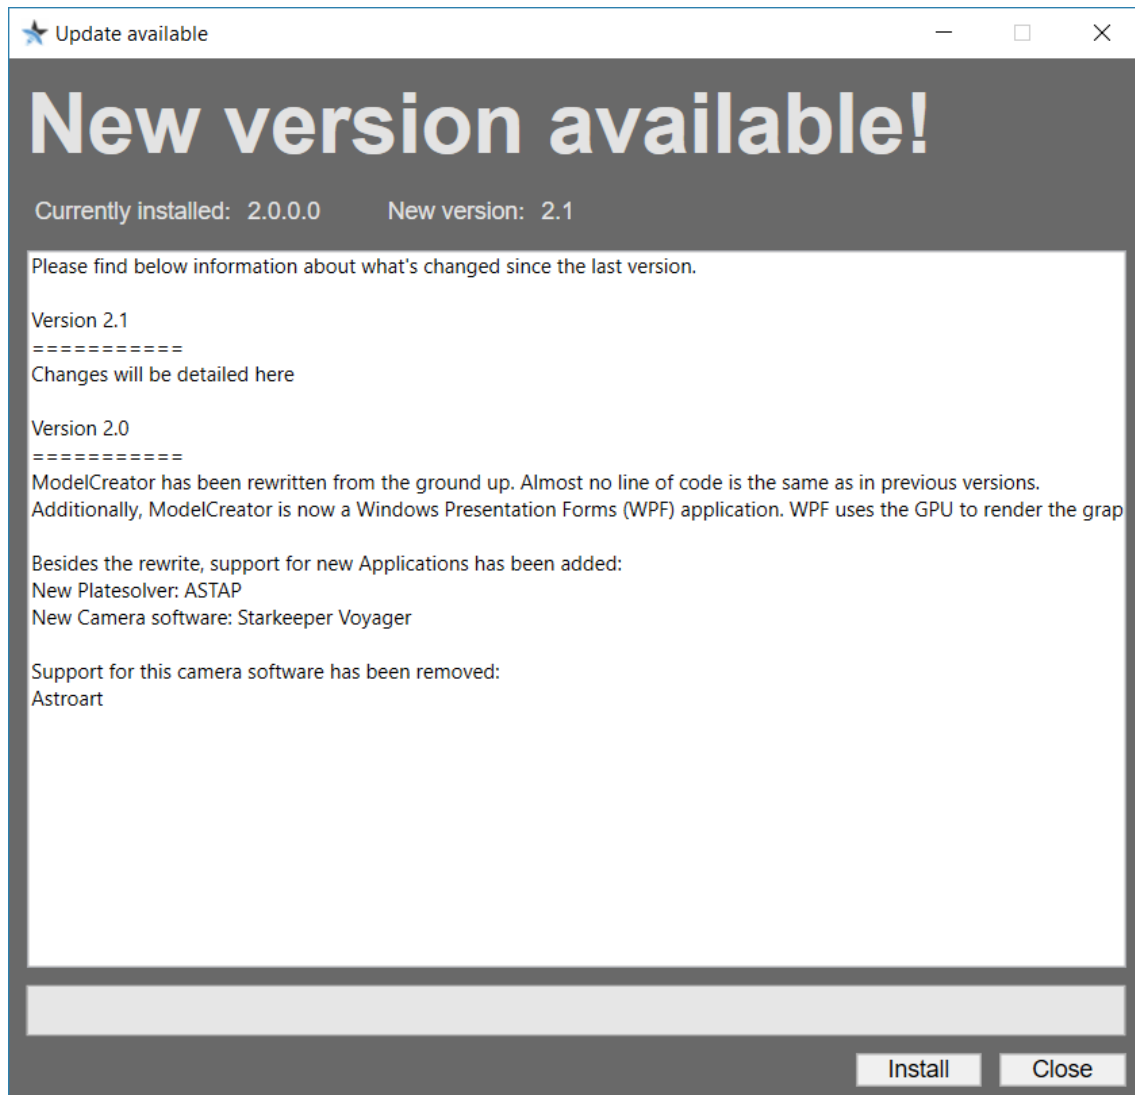 Update available
New version available!
Currently installed: 2.0.0.0 New version: 2.1
Please find below information about what's changed since the last version.
Version 2.1
===========
Changes will be detailed here
Version 2.0
===========
ModelCreator has been rewritten from the ground up. Almost no line of code is the same as in previous versions.
Additionally, ModelCreator is now a Windows Presentation Forms (WPF) application. WPF uses the GPU to render the grap
Besides the rewrite, support for new Applications has been added:
New Platesolver: ASTAP
New Camera software: Starkeeper Voyager
Support for this camera software has been removed:
Astroart
Install Close